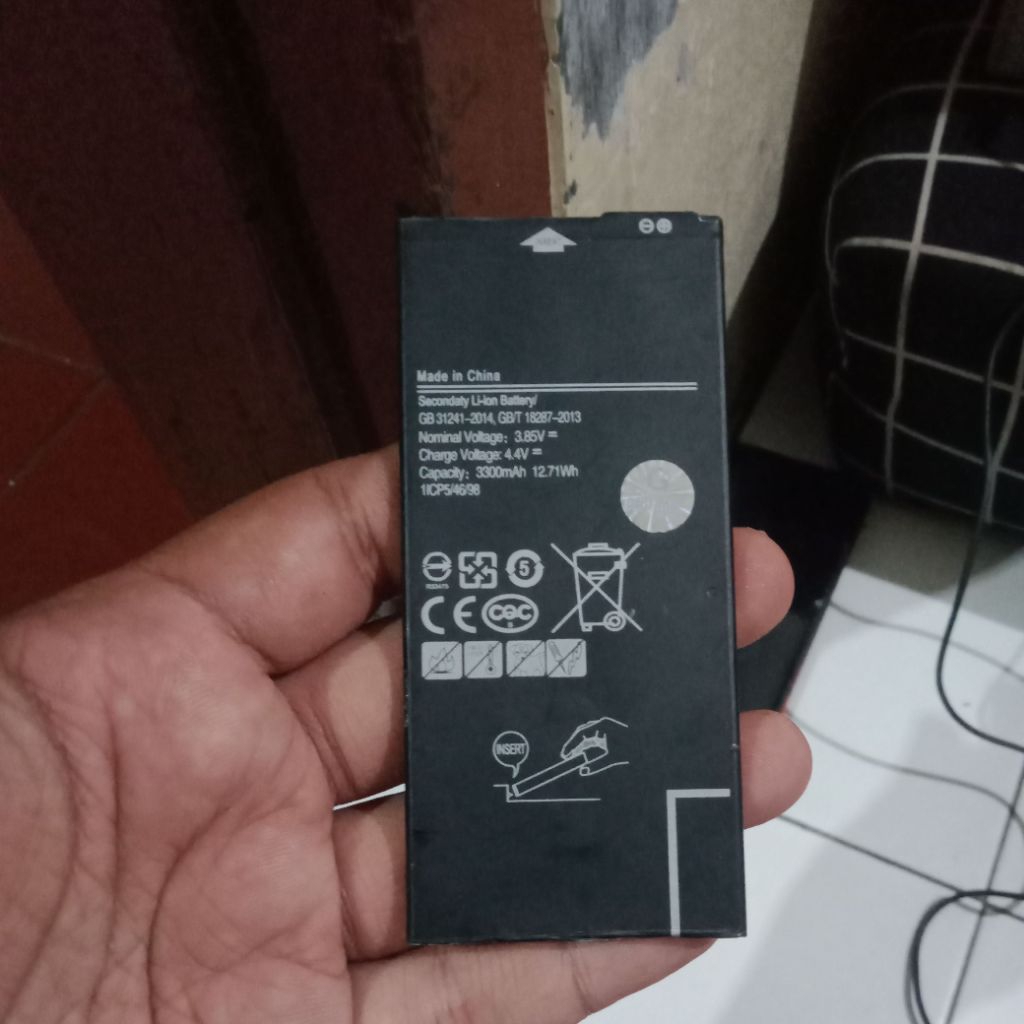 Made in China
Secondaty Li-ion Battery/
GB 31241-2014, GB/T 18287-2013
Nominal Voltage: 3.85V
Charge Voltage: 4.4V
Capacity: 3300mAh 12.71Wh
1ICP5/46/98
5
CE CQC
S
INSERT